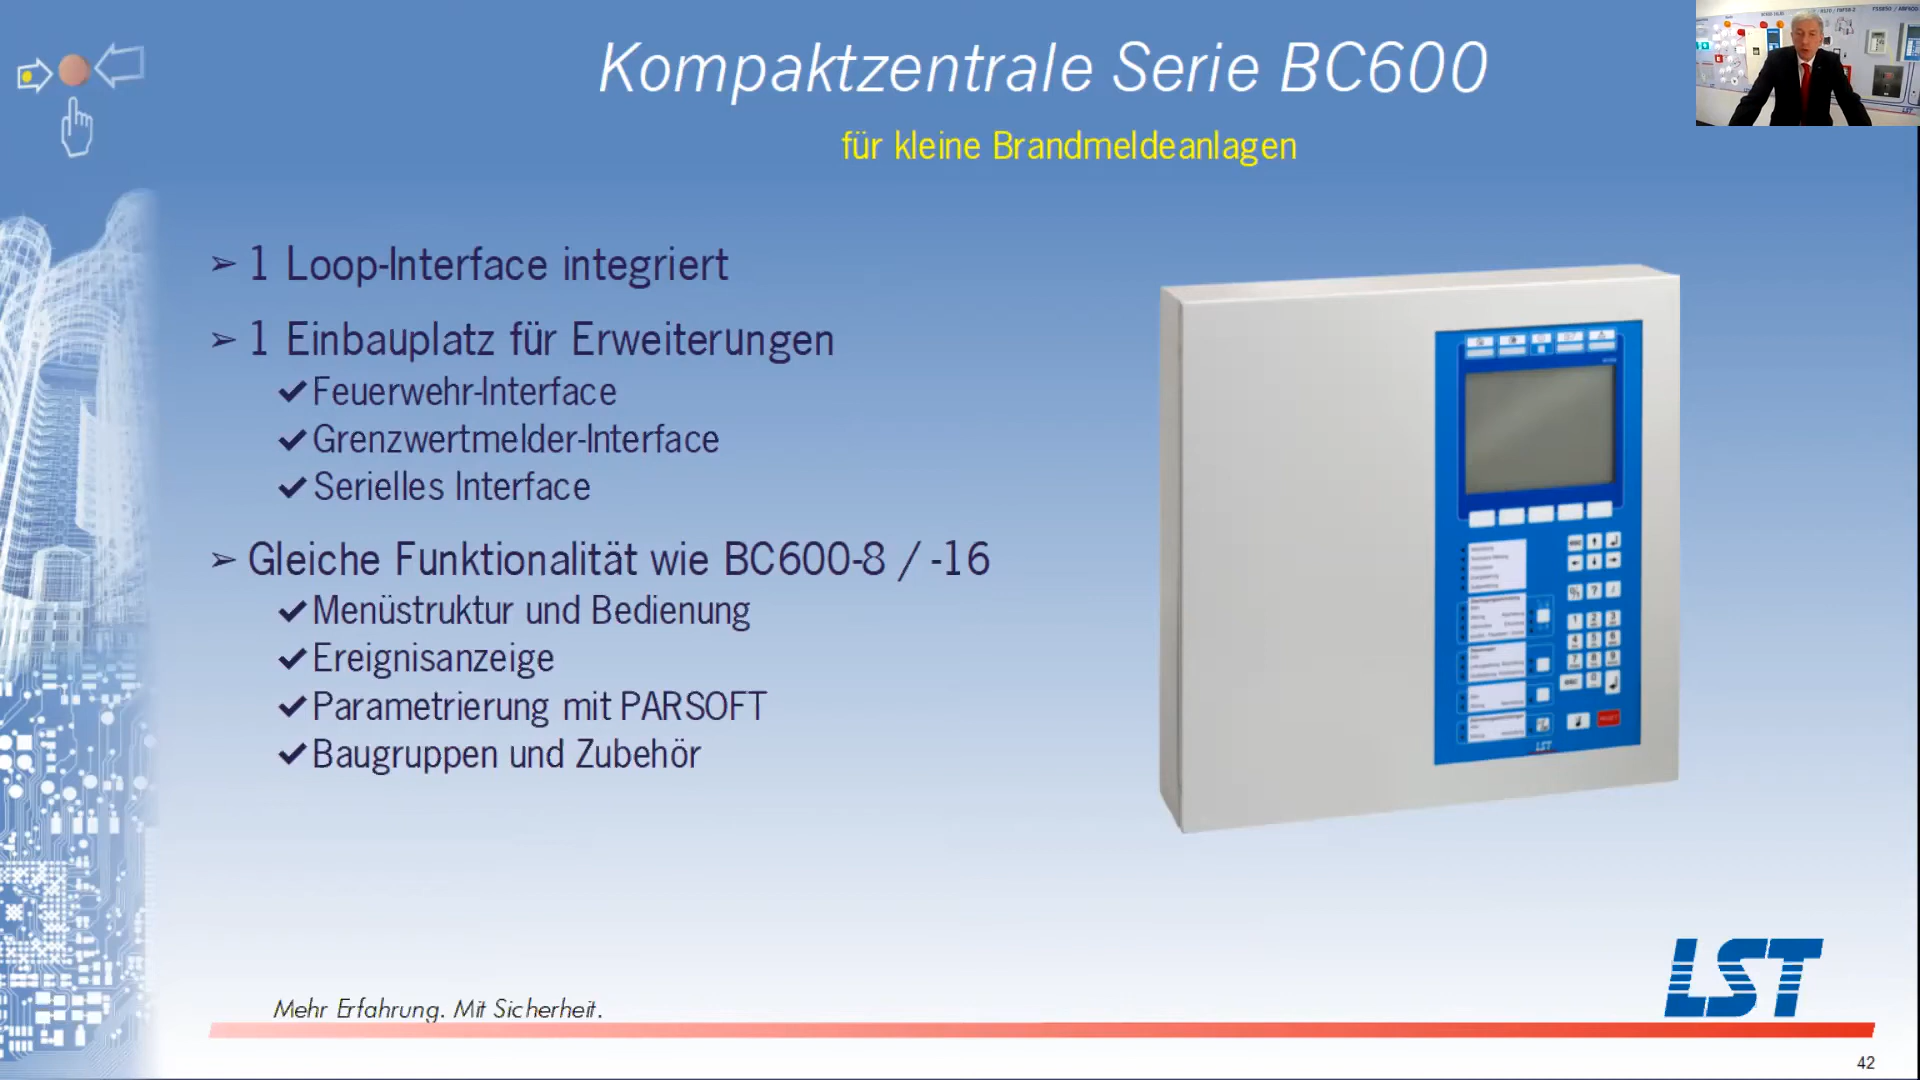 Kompaktzentrale Serie BC600
für kleine Brandmeldeanlagen
➢ 1 Loop-Interface integriert
➢ 1 Einbauplatz für Erweiterungen
✔ Feuerwehr-Interface
✔ Grenzwertmelder-Interface
✔ Serielles Interface
➢ Gleiche Funktionalität wie BC600-8 / -16
✔ Menüstruktur und Bedienung
✔ Ereignisanzeige
✔ Parametrierung mit PARSOFT
✔ Baugruppen und Zubehör
LST
Mehr Erfahrung. Mit Sicherheit.
42